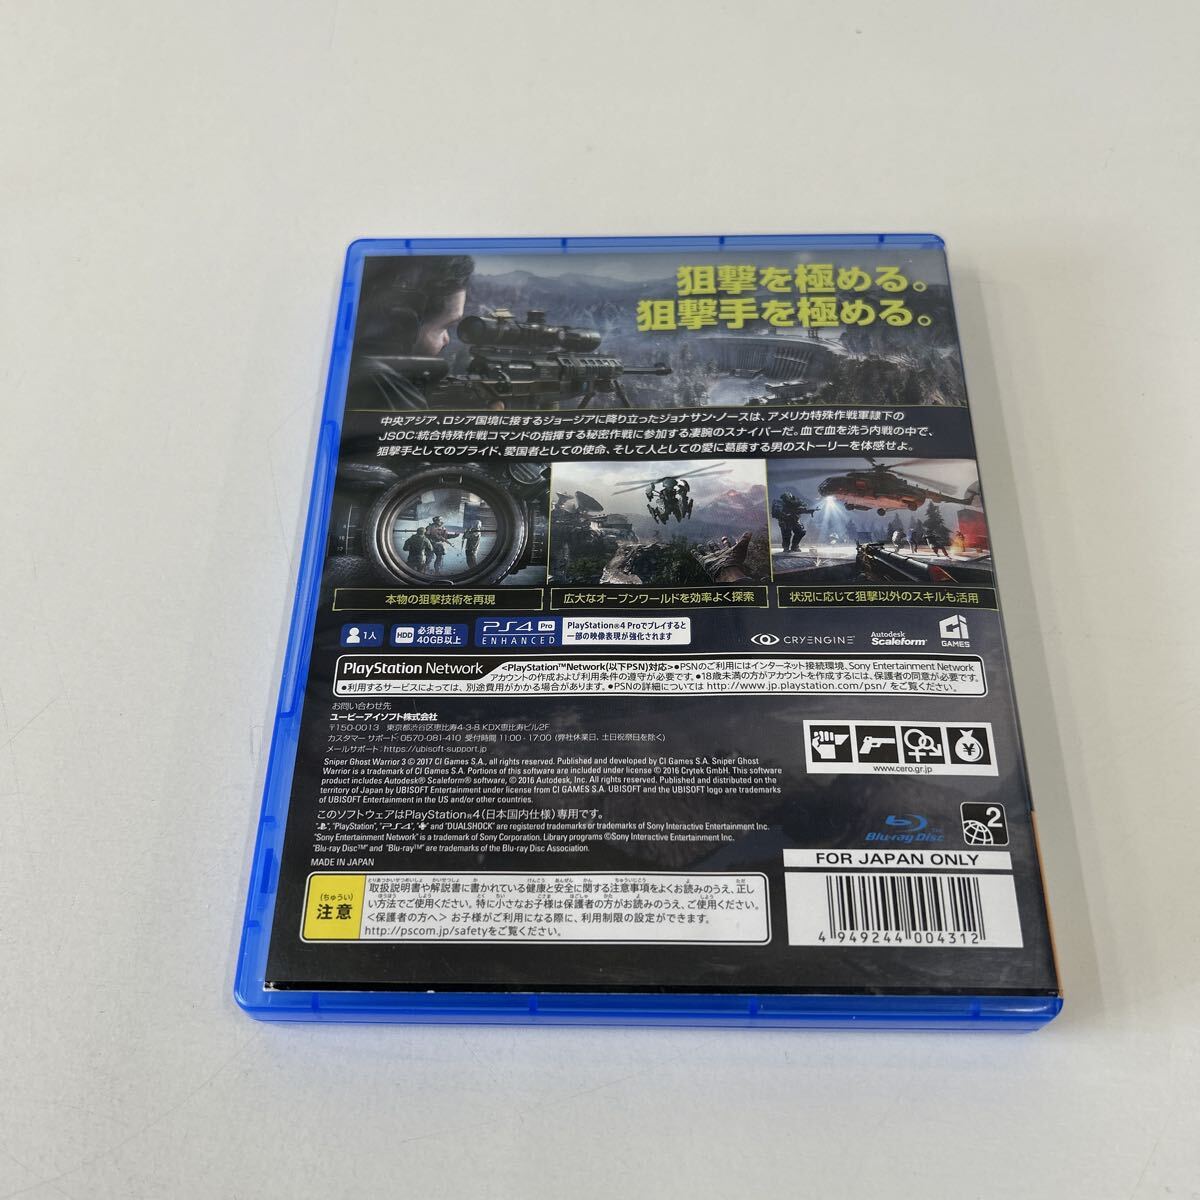 狙撃を極める。
狙撃手を極める。
中央アジア、ロシア国境に接するジョージアに降り立ったジョナサン・ノースは、アメリカ特殊作戦軍隷下の
JSOC:統合特殊作戦コマンドの指揮する秘密作戦に参加する凄腕のスナイパーだ。血で血を洗う内戦の中で、
狙撃手としてのプライド、愛国者としての使命、そして人としての愛に葛藤する男のストーリーを体感せよ。
本物の狙撃技術を再現
広大なオープンワールドを効率よく探索
状況に応じて狙撃以外のスキルも活用
1人
HDD 必須容量:
40GB以上
PS4 Pro
ENHANCED
PlayStation®4 Proでプレイすると
一部の映像表現が強化されます
CRYENGINE®
Autodesk
Scaleform®
CI
GAMES
PlayStation Network
<PlayStation™Network(以下PSN)対応>●PSNのご利用にはインターネット接続環境、Sony Entertainment Network
アカウントの作成および利用条件の遵守が必要です。●18歳未満の方がアカウントを作成するには、保護者の同意が必要です。
●利用するサービスによっては、別途費用がかかる場合があります。●PSNの詳細については http://www.jp.playstation.com/psn/ をご覧ください。
お問い合わせ先
ユービーアイソフト株式会社
〒150-0013 東京都渋谷区恵比寿4-3-8 KDX恵比寿ビル2F
カスタマー サポート: 0570-081-410 受付時間 11:00 - 17:00 (弊社休業日、土日祝祭日を除く)
メールサポート: https://ubisoft-support.jp
Sniper Ghost Warrior 3 © 2017 CI Games S.A., all rights reserved. Published and developed by CI Games S.A. Sniper Ghost
Warrior is a trademark of CI Games S.A. Portions of this software are included under license © 2016 Crytek GmbH. This software
product includes Autodesk® Scaleform® software, © 2016 Autodesk, Inc. All rights reserved. Published and distributed on the
territory of Japan by UBISOFT Entertainment under license from CI GAMES S.A. UBISOFT and the UBISOFT logo are trademarks
of UBISOFT Entertainment in the US and/or other countries.
このソフトウェアはPlayStation®4(日本国内仕様)専用です。
"PlayStation", "PS4", and "DUALSHOCK" are registered trademarks or trademarks of Sony Interactive Entertainment Inc.
"Sony Entertainment Network" is a trademark of Sony Corporation. Library programs ©Sony Interactive Entertainment Inc.
"Blu-ray Disc™" and "Blu-ray™" are trademarks of the Blu-ray Disc Association.
MADE IN JAPAN
www.cero.gr.jp
Blu-ray Disc
2
FOR JAPAN ONLY
4 949244 004312
(ちゅうい)
注意
取扱説明書や解説書に書かれている健康と安全に関する注意事項をよくお読みのうえ、正し
い方法でご使用ください。特に小さなお子様は保護者の方がお読みのうえ、ご使用ください。
<保護者の方へ> お子様がご利用になる際に、利用制限の設定ができます。
http://pscom.jp/safetyをご覧ください。